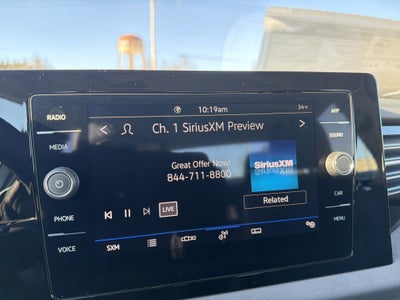 RADIO
MEDIA
PHONE
VOICE
10:19am
34°F
Ch. 1 SiriusXM Preview
Great Offer Now!
844-711-8800
SiriusXM
LIVE
Related
SXM
APP
SOUND
CAR
MENU